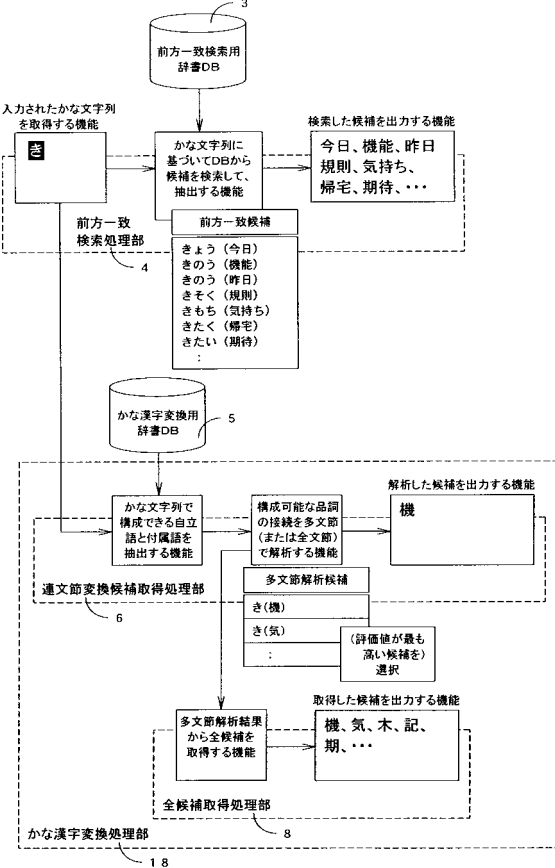 3
前方一致検索用
辞書DB
入力されたかな文字列
を取得する機能
き
かな文字列に
基づいてDBから
候補を検索して、
抽出する機能
検索した候補を出力する機能
今日、機能、昨日
規則、気持ち、
帰宅、期待、・・・
前方一致
検索処理部
4
前方一致候補
きょう（今日）
きのう（機能）
きのう（昨日）
きそく（規則）
きもち（気持ち）
きたく（帰宅）
きたい（期待）
：
かな漢字変換用
辞書DB
5
かな文字列で
構成できる自立
語と付属語を
抽出する機能
構成可能な品詞
の接続を多文節
（または全文節）
で解析する機能
解析した候補を出力する機能
機
連文節変換候補取得処理部
6
多文節解析候補
き（機）
き（気）
：
（評価値が最も
高い候補を）
選択
多文節解析結果
から全候補を
取得する機能
取得した候補を出力する機能
機、気、木、記、
期、・・・
全候補取得処理部
8
かな漢字変換処理部
18